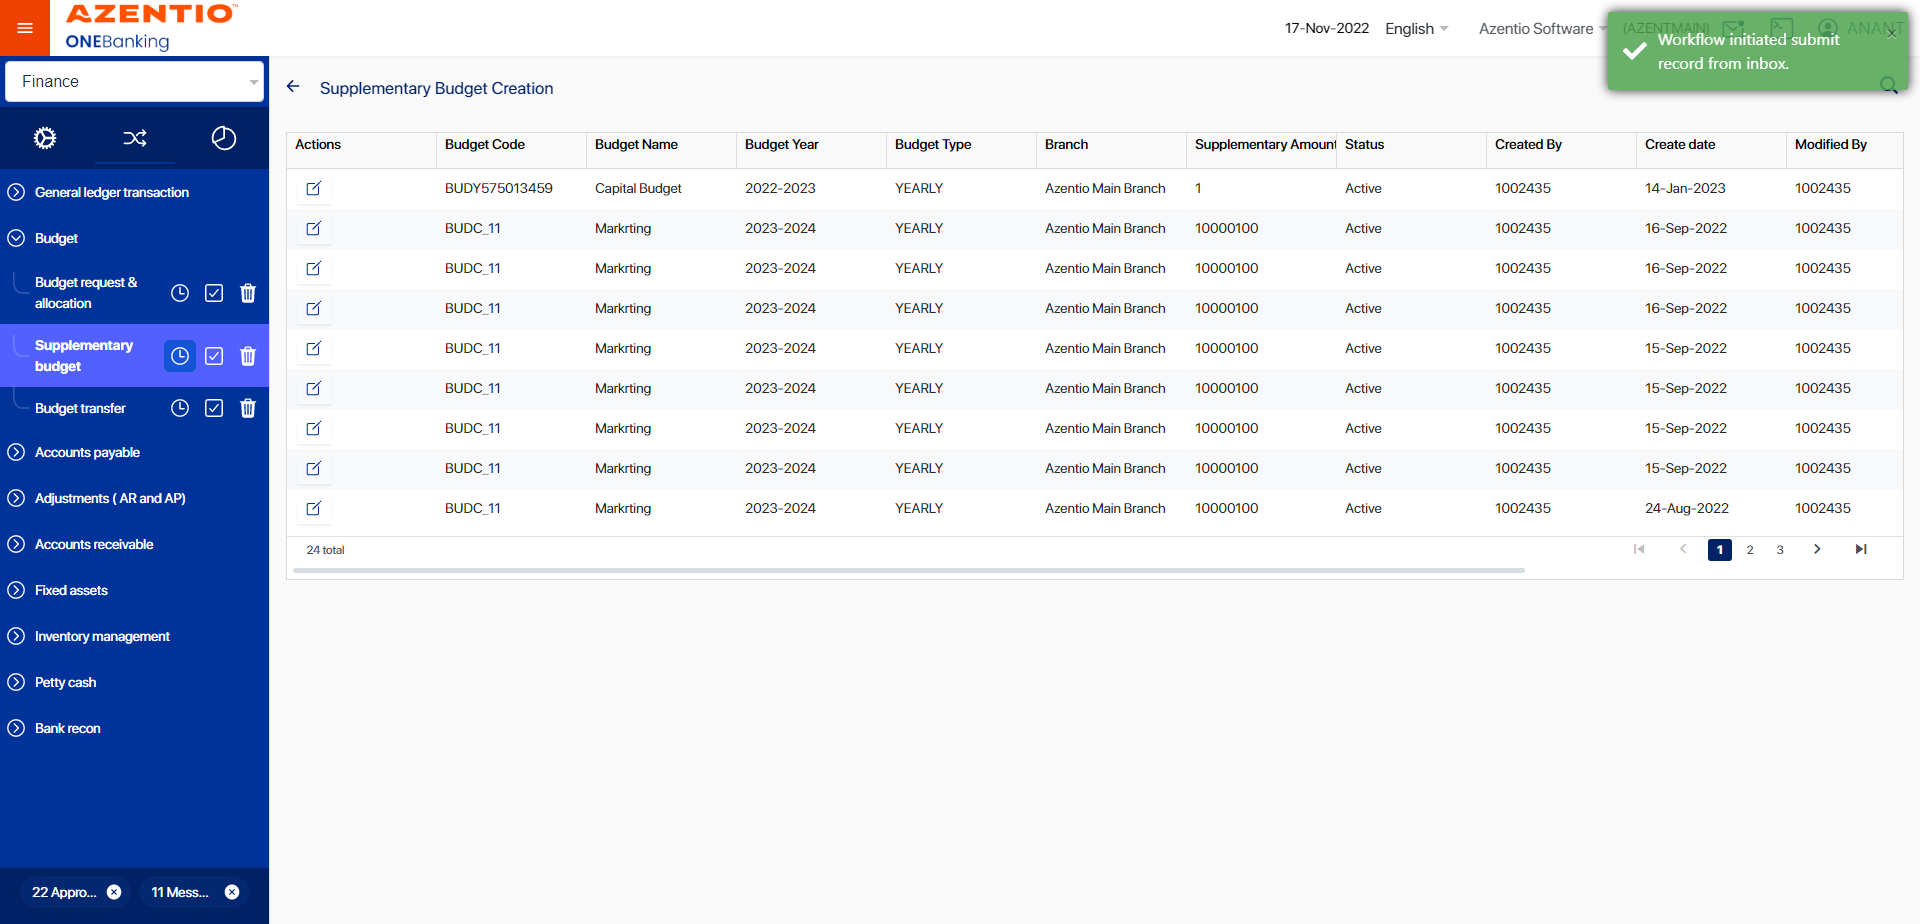 AZENTIO™
ONEBanking
17-Nov-2022
English
Azentio Software
(AZENTMAIN)
ANANT
Workflow initiated submit
record from inbox.
Finance
Supplementary Budget Creation
General ledger transaction
Budget
Budget request &
allocation
Supplementary
budget
Budget transfer
Accounts payable
Adjustments ( AR and AP)
Accounts receivable
Fixed assets
Inventory management
Petty cash
Bank recon
22 Appro...
11 Mess...
Actions Budget Code Budget Name Budget Year Budget Type Branch Supplementary Amount Status Created By Create date Modified By
BUDY575013459 Capital Budget 2022-2023 YEARLY Azentio Main Branch 1 Active 1002435 14-Jan-2023 1002435
BUDC_11 Markrting 2023-2024 YEARLY Azentio Main Branch 10000100 Active 1002435 16-Sep-2022 1002435
BUDC_11 Markrting 2023-2024 YEARLY Azentio Main Branch 10000100 Active 1002435 16-Sep-2022 1002435
BUDC_11 Markrting 2023-2024 YEARLY Azentio Main Branch 10000100 Active 1002435 16-Sep-2022 1002435
BUDC_11 Markrting 2023-2024 YEARLY Azentio Main Branch 10000100 Active 1002435 15-Sep-2022 1002435
BUDC_11 Markrting 2023-2024 YEARLY Azentio Main Branch 10000100 Active 1002435 15-Sep-2022 1002435
BUDC_11 Markrting 2023-2024 YEARLY Azentio Main Branch 10000100 Active 1002435 15-Sep-2022 1002435
BUDC_11 Markrting 2023-2024 YEARLY Azentio Main Branch 10000100 Active 1002435 15-Sep-2022 1002435
BUDC_11 Markrting 2023-2024 YEARLY Azentio Main Branch 10000100 Active 1002435 24-Aug-2022 1002435
24 total
1 2 3